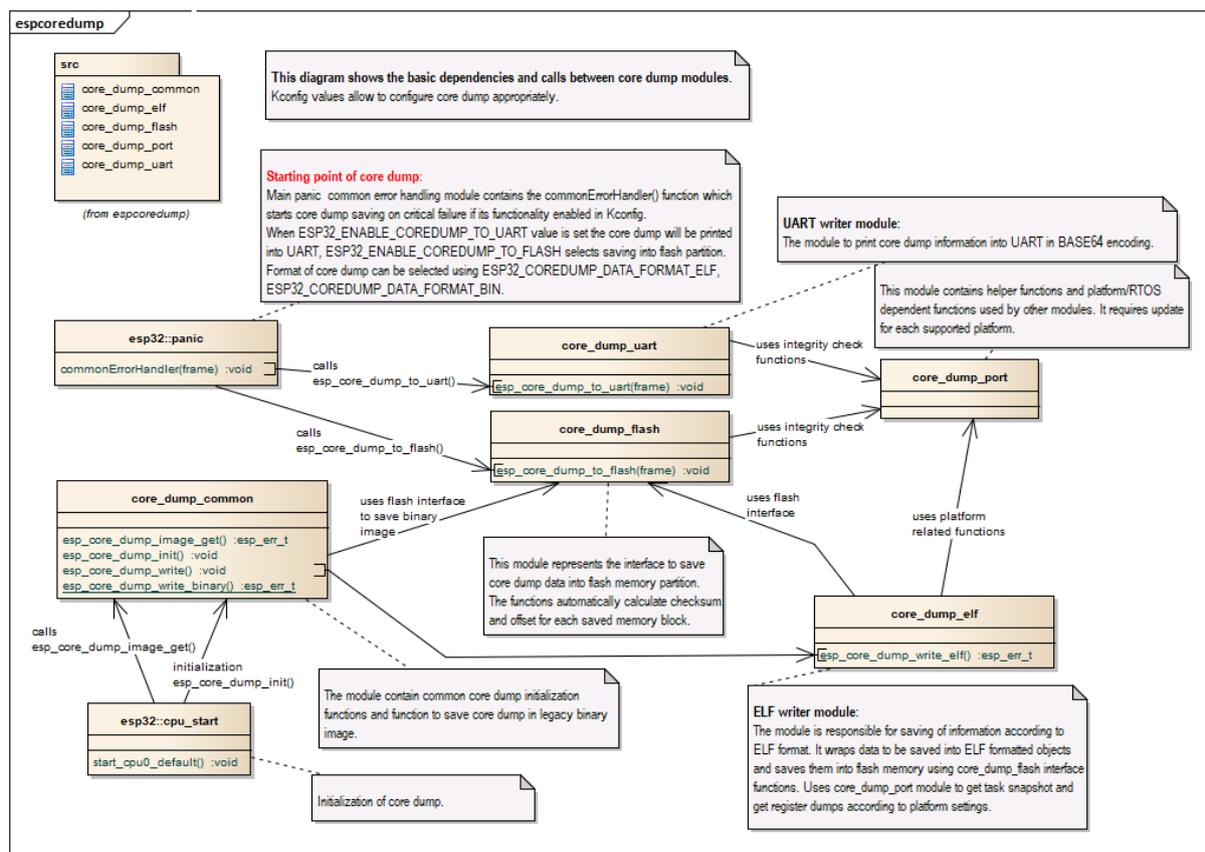 espcoredump
src
core_dump_common
core_dump_elf
core_dump_flash
core_dump_port
core_dump_uart
(from espcoredump)
This diagram shows the basic dependencies and calls between core dump modules.
Kconfig values allow to configure core dump appropriately.
Starting point of core dump:
Main panic common error handling module contains the commonErrorHandler() function which
starts core dump saving on critical failure if its functionality enabled in Kconfig.
When ESP32_ENABLE_COREDUMP_TO_UART value is set the core dump will be printed
into UART, ESP32_ENABLE_COREDUMP_TO_FLASH selects saving into flash partition.
Format of core dump can be selected using ESP32_COREDUMP_DATA_FORMAT_ELF,
ESP32_COREDUMP_DATA_FORMAT_BIN.
UART writer module:
The module to print core dump information into UART in BASE64 encoding.
This module contains helper functions and platform/RTOS
dependent functions used by other modules. It requires update
for each supported platform.
esp32::panic
commonErrorHandler(frame) :void
calls
esp_core_dump_to_uart()
core_dump_uart
esp_core_dump_to_uart(frame) :void
uses integrity check
functions
core_dump_port
calls
esp_core_dump_to_flash()
core_dump_flash
esp_core_dump_to_flash(frame) :void
uses integrity check
functions
core_dump_common
esp_core_dump_image_get() :esp_err_t
esp_core_dump_init() :void
esp_core_dump_write() :void
esp_core_dump_write_binary() :esp_err_t
uses flash interface
to save binary
image
uses flash
interface
uses platform
related functions
This module represents the interface to save
core dump data into flash memory partition.
The functions automatically calculate checksum
and offset for each saved memory block.
core_dump_elf
esp_core_dump_write_elf() :esp_err_t
calls
esp_core_dump_image_get()
initialization
esp_core_dump_init()
The module contain common core dump initialization
functions and function to save core dump in legacy binary
image.
esp32::cpu_start
start_cpu0_default() :void
Initialization of core dump.
ELF writer module:
The module is responsible for saving of information according to
ELF format. It wraps data to be saved into ELF formatted objects
and saves them into flash memory using core_dump_flash interface
functions. Uses core_dump_port module to get task snapshot and
get register dumps according to platform settings.